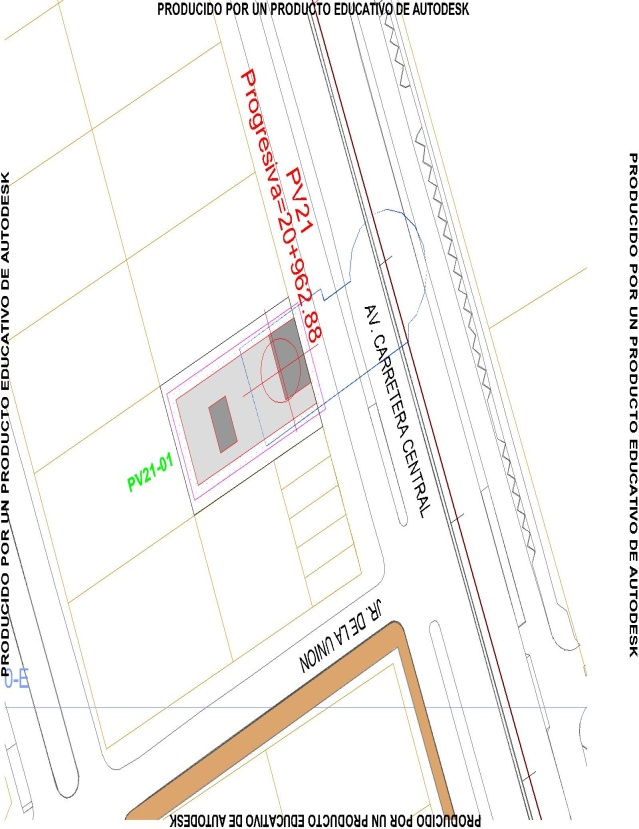 PRODUCIDO POR UN PRODUCTO EDUCATIVO DE AUTODESK
PRODUCIDO POR UN PRODUCTO EDUCATIVO DE AUTODESK
PV21
Progresiva=20+962.88
AV. CARRETERA CENTRAL
PV21-01
JR. DE LA UNION
0-E
PRODUCIDO POR UN PRODUCTO EDUCATIVO DE AUTODESK
PRODUCIDO POR UN PRODUCTO EDUCATIVO DE AUTODESK